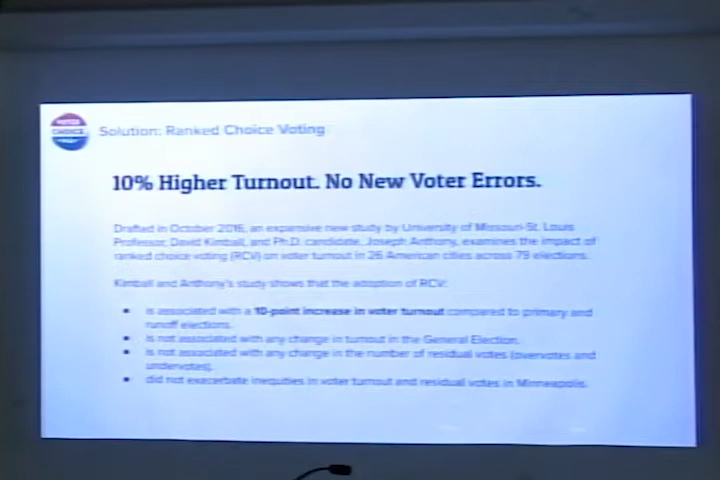 VOTER
CHOICE
Solution: Ranked Choice Voting
10% Higher Turnout. No New Voter Errors.
Drafted in October 2016, an expansive new study by University of Missouri-St. Louis
Professor, David Kimball, and Ph.D. candidate, Joseph Anthony, examines the impact of
ranked choice voting (RCV) on voter turnout in 26 American cities across 79 elections.
Kimball and Anthony's study shows that the adoption of RCV:
• is associated with a 10-point increase in voter turnout compared to primary and
runoff elections.
• is not associated with any change in turnout in the General Election.
• is not associated with any change in the number of residual votes (overvotes and
undervotes).
• did not exacerbate inequities in voter turnout and residual votes in Minneapolis.